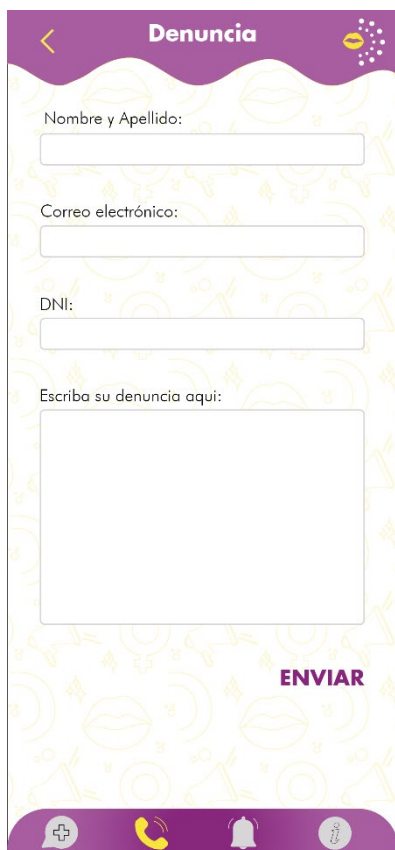 Denuncia
Nombre y Apellido:
Correo electrónico:
DNI:
Escriba su denuncia aqui:
ENVIAR